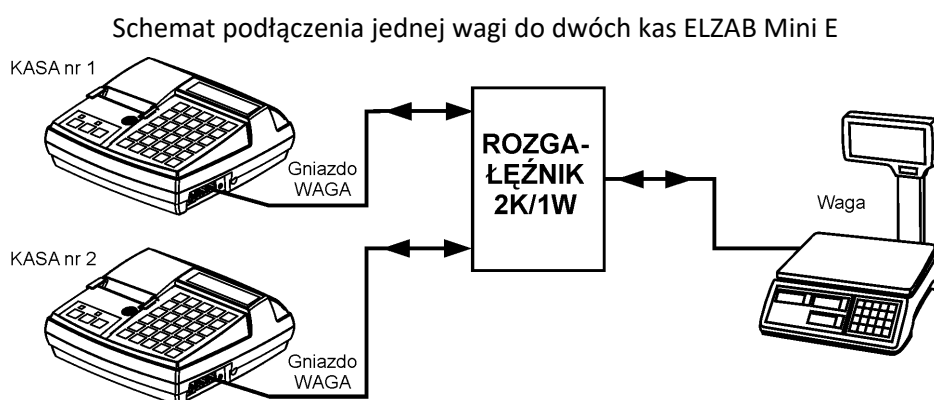 Schemat podłączenia jednej wagi do dwóch kas ELZAB Mini E
KASA nr 1
Gniazdo
WAGA
ROZGA-
ŁĘŹNIK
2K/1W
Waga
KASA nr 2
Gniazdo
WAGA